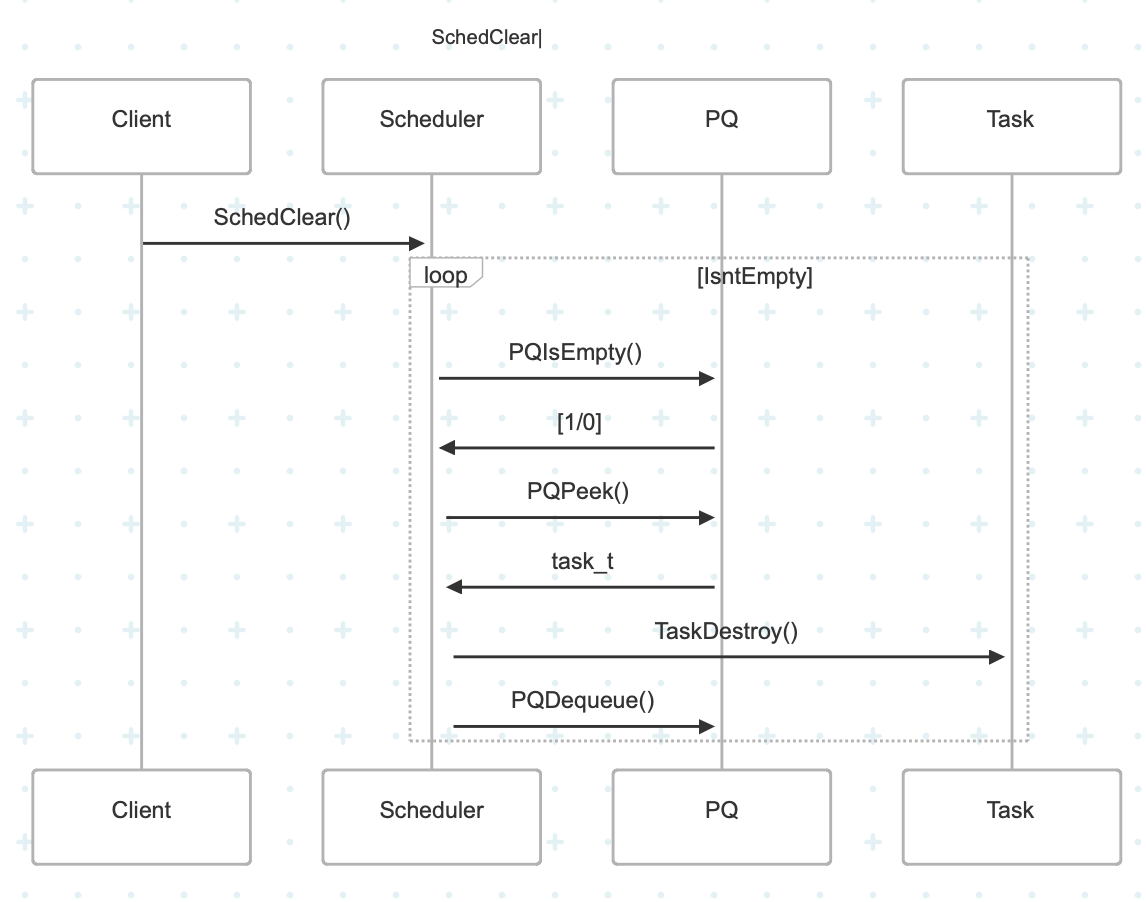 SchedClear
Client
Scheduler
PQ
Task
SchedClear()
loop
[IsntEmpty]
PQIsEmpty()
[1/0]
PQPeek()
task_t
TaskDestroy()
PQDequeue()
Client
Scheduler
PQ
Task